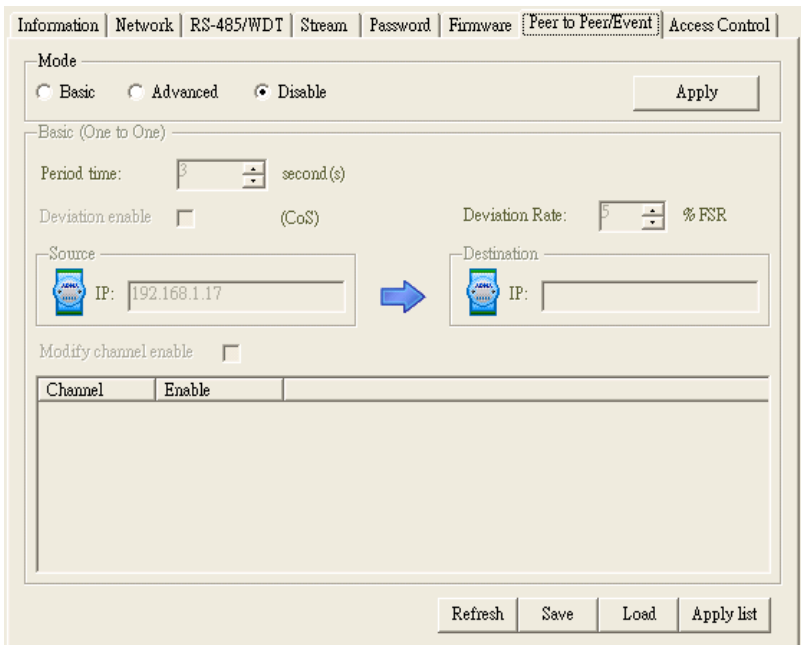 Information Network RS-485/WDT Stream Password Firmware Peer to Peer/Event Access Control
Mode
Basic Advanced Disable Apply
Basic (One to One)
Period time: 3 second(s)
Deviation enable (CoS) Deviation Rate: 5 % FSR
Source Destination
IP: 192.168.1.17 IP:
Modify channel enable
Channel Enable
Refresh Save Load Apply list